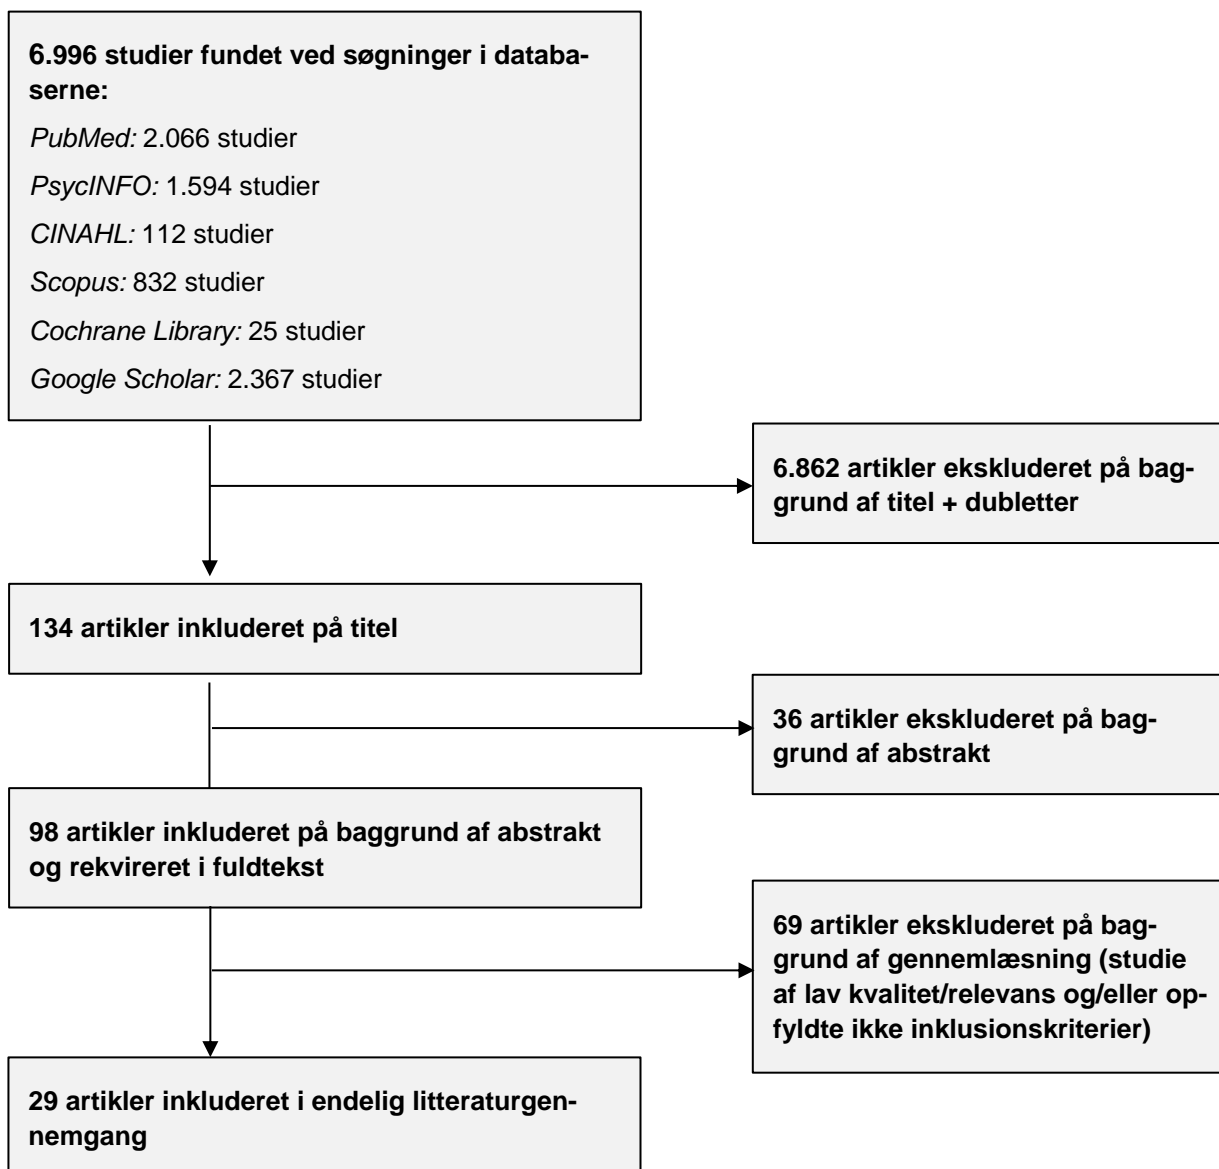 6.996 studier fundet ved søgninger i databa-
serne:
PubMed: 2.066 studier
PsycINFO: 1.594 studier
CINAHL: 112 studier
Scopus: 832 studier
Cochrane Library: 25 studier
Google Scholar: 2.367 studier
6.862 artikler ekskluderet på bag-
grund af titel + dubletter
134 artikler inkluderet på titel
36 artikler ekskluderet på bag-
grund af abstrakt
98 artikler inkluderet på baggrund af abstrakt
og rekvireret i fuldtekst
69 artikler ekskluderet på bag-
grund af gennemlæsning (studie
af lav kvalitet/relevans og/eller op-
fyldte ikke inklusionskriterier)
29 artikler inkluderet i endelig litteraturgen-
nemgang